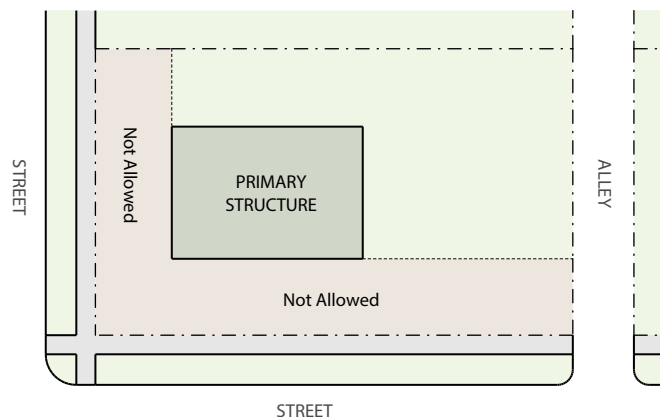 STREET
Not Allowed
PRIMARY
STRUCTURE
ALLEY
Not Allowed
STREET